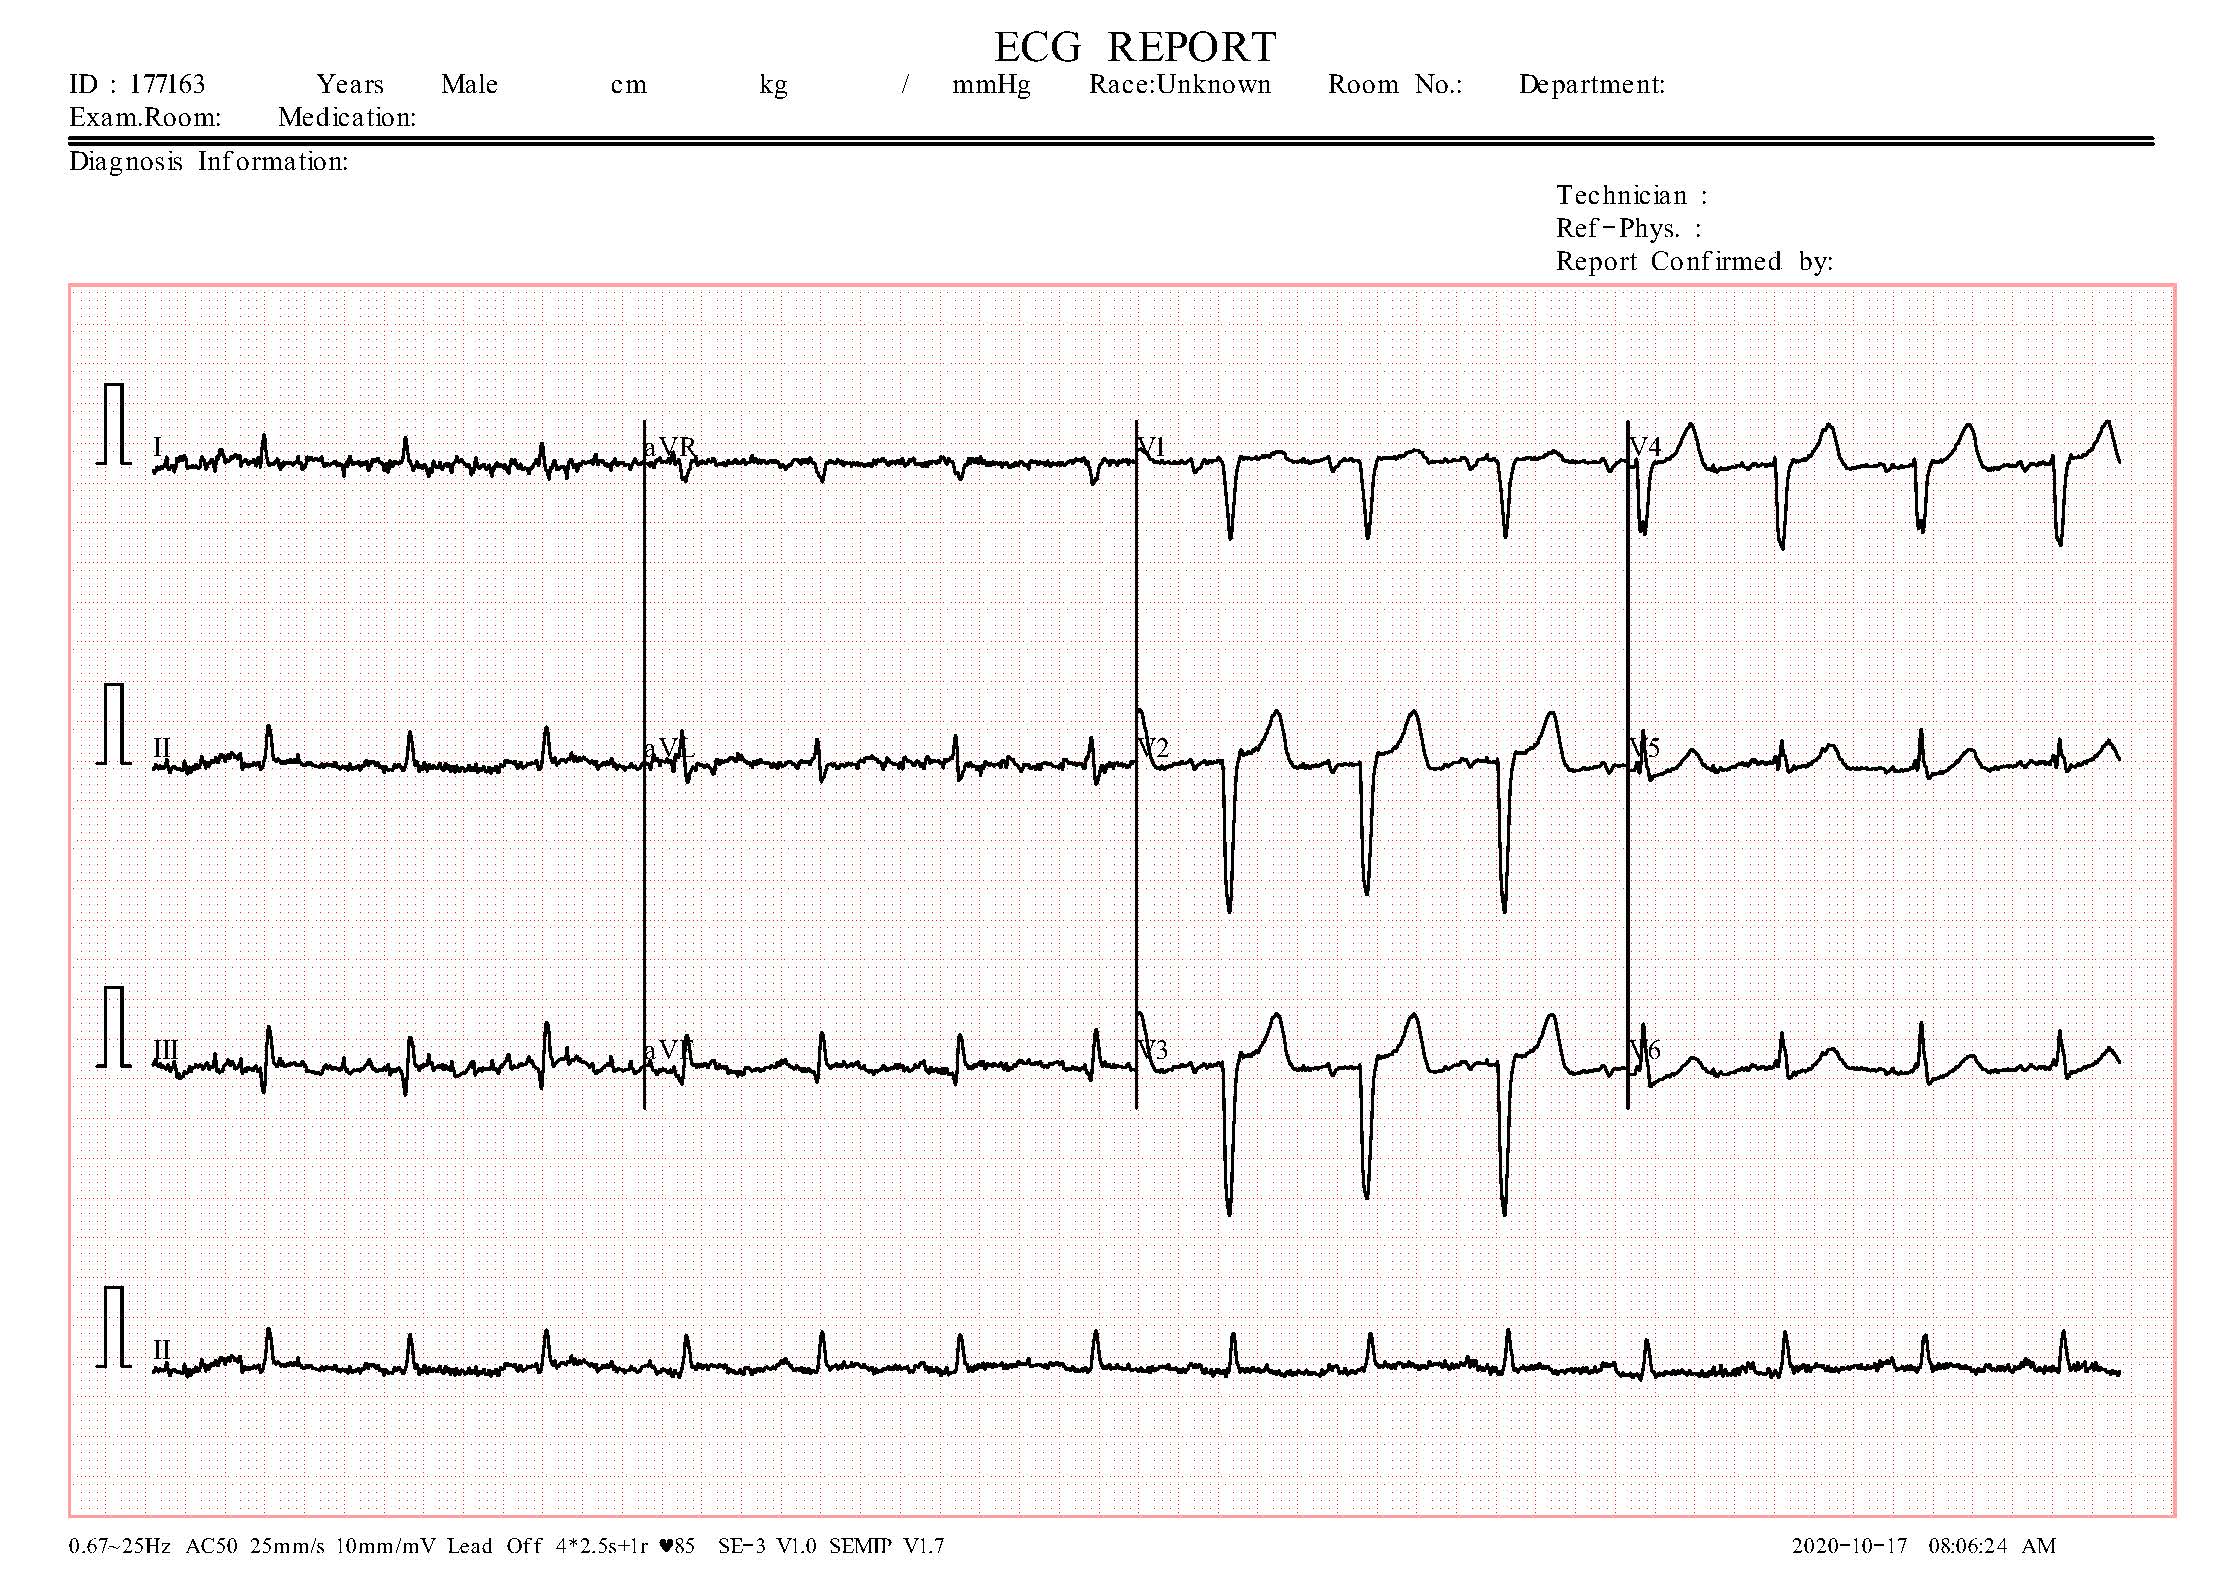 ECG REPORT
ID : 177163 Years Male cm kg / mmHg Race:Unknown Room No.: Department:
Exam.Room: Medication:
Diagnosis Information:
Technician :
Ref-Phys. :
Report Confirmed by:
I aVR V1 V4
II aVL V2 V5
III aVF V3 V6
II
0.67~25Hz AC50 25mm/s 10mm/mV Lead Off 4*2.5s+1r ♥85 SE-3 V1.0 SEMIP V1.7 2020-10-17 08:06:24 AM